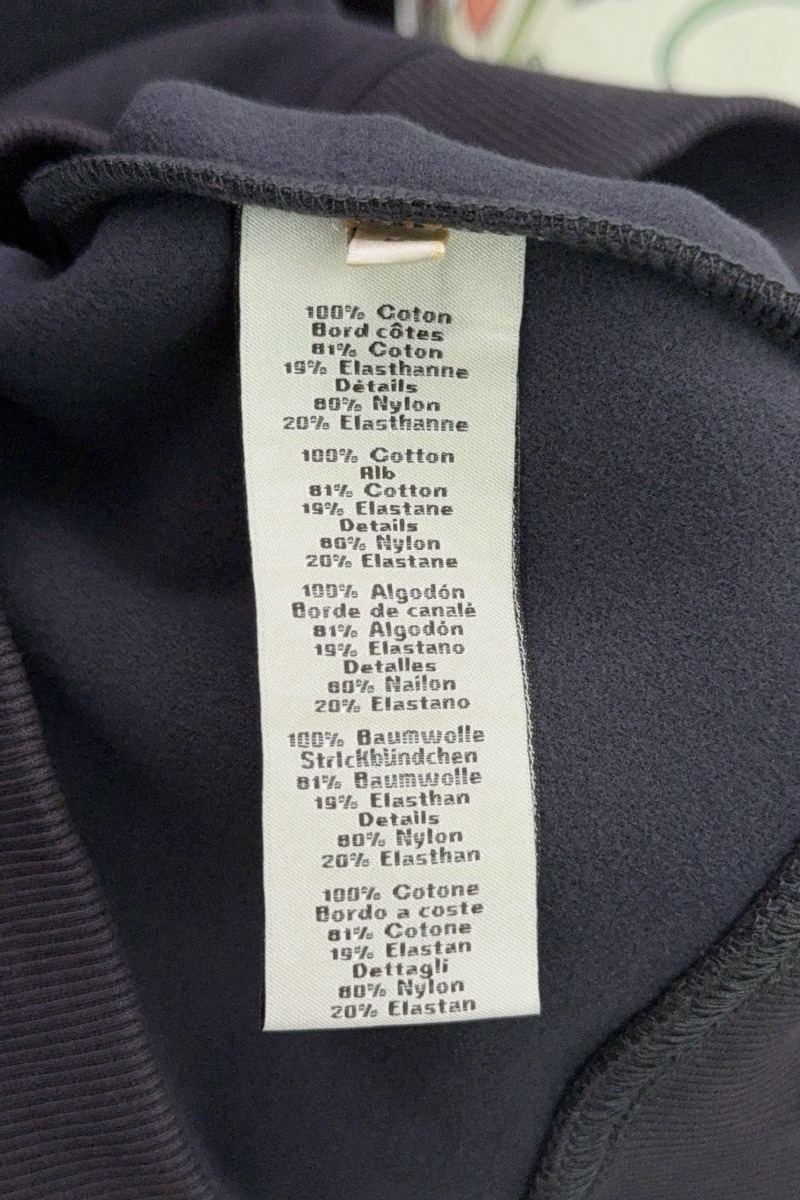 100% Coton
Bord côtes
81% Coton
19% Elasthanne
Détails
80% Nylon
20% Elasthanne
100% Cotton
Rib
81% Cotton
19% Elastane
Details
80% Nylon
20% Elastane
100% Algodón
Borde de canalé
81% Algodón
19% Elastano
Detalles
80% Nailon
20% Elastano
100% Baumwolle
Strickbündchen
81% Baumwolle
19% Elasthan
Details
80% Nylon
20% Elasthan
100% Cotone
Bordo a coste
81% Cotone
19% Elastan
Dettagli
80% Nylon
20% Elastan